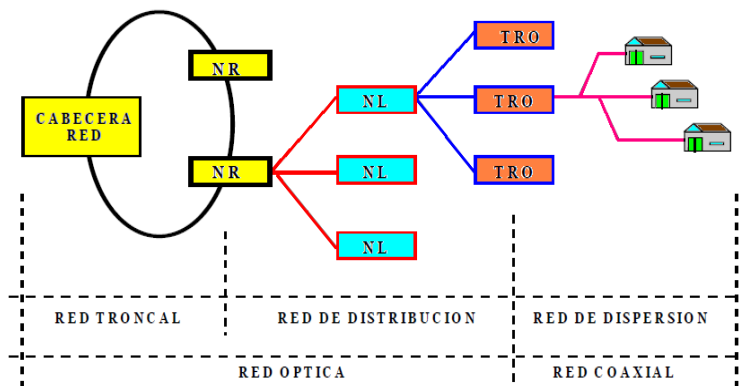 TRO
NR
NL
TRO
CABECERA
RED
NR
NL
TRO
NL
RED TRONCAL
RED DE DISTRIBUCION
RED DE DISPERSION
RED OPTICA
RED COAXIAL